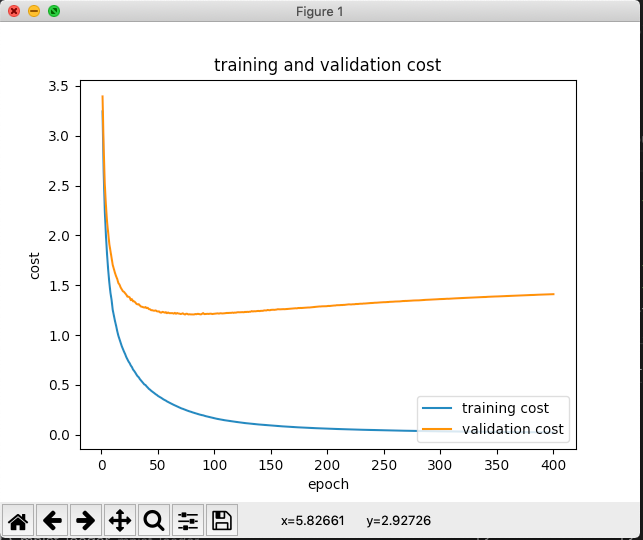 Figure 1
training and validation cost
3.5
3.0
2.5
2.0
1.5
1.0
0.5
0.0
cost
training cost
validation cost
0 50 100 150 200 250 300 350 400
epoch
x=5.82661 y=2.92726